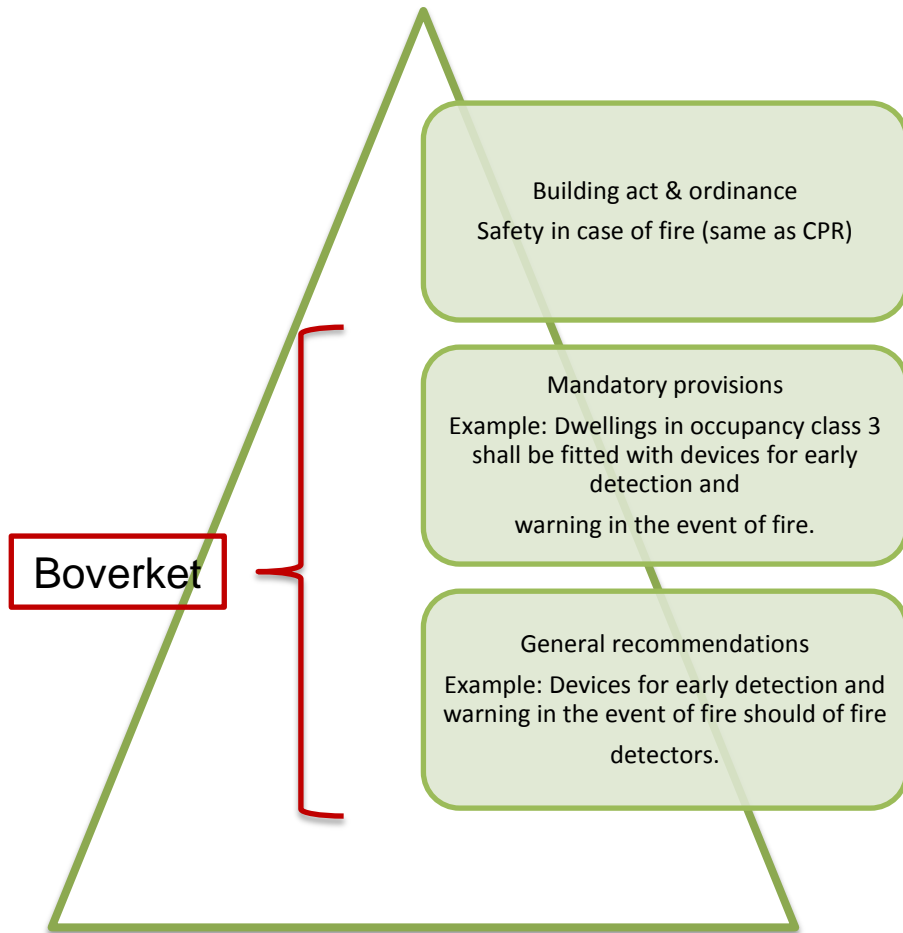 Building act & ordinance
Safety in case of fire (same as CPR)
Mandatory provisions
Example: Dwellings in occupancy class 3
shall be fitted with devices for early
detection and
warning in the event of fire.
Boverket
General recommendations
Example: Devices for early detection and
warning in the event of fire should of fire
detectors.